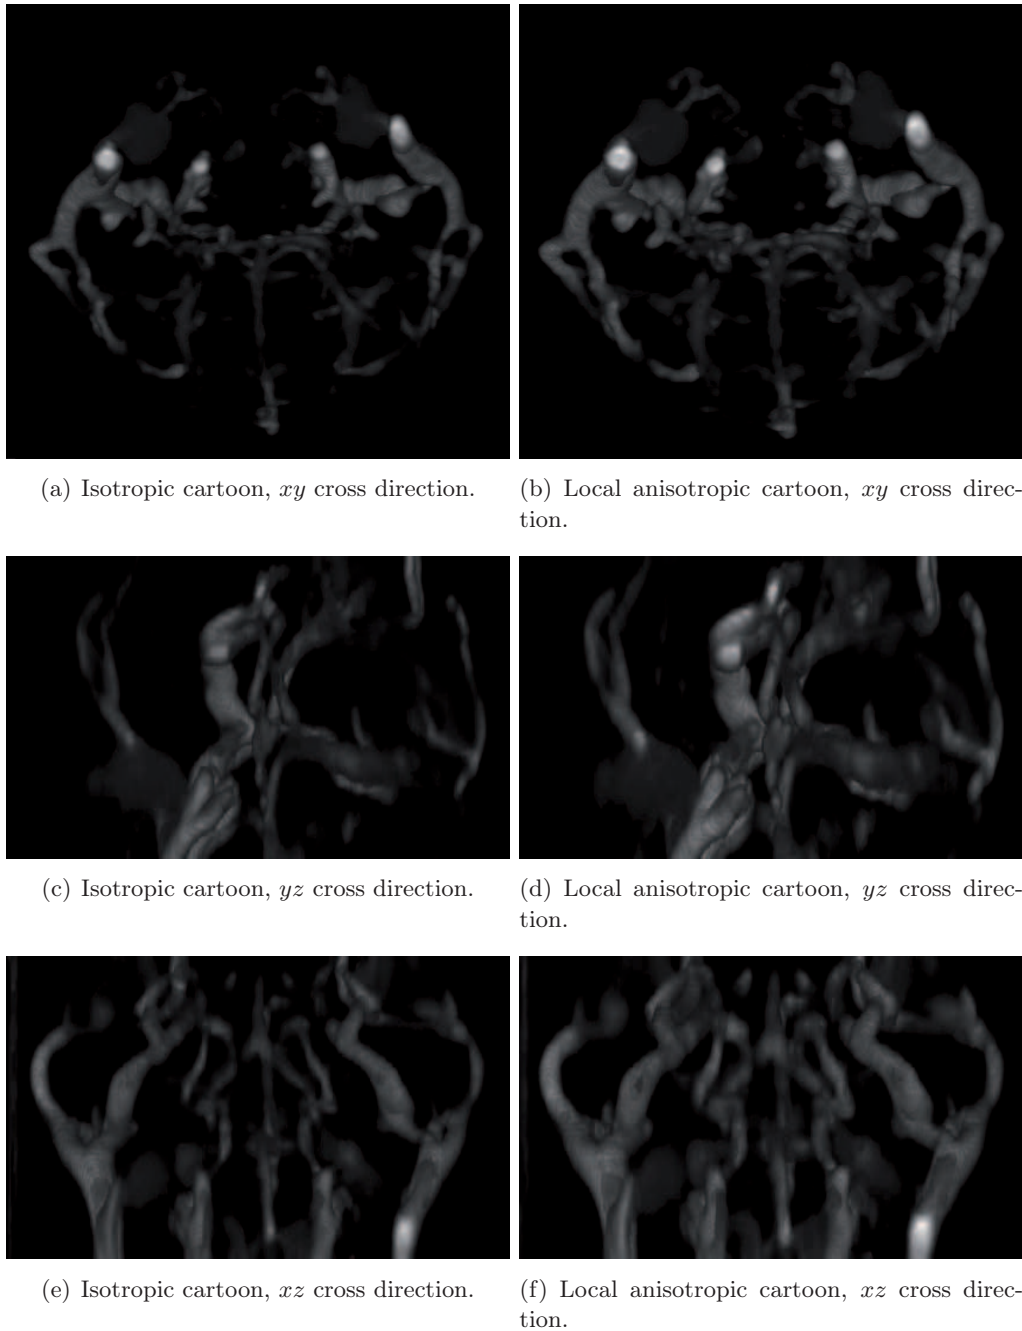 (a) Isotropic cartoon, xy cross direction.
(b) Local anisotropic cartoon, xy cross direc-
tion.
(c) Isotropic cartoon, yz cross direction.
(d) Local anisotropic cartoon, yz cross direc-
tion.
(e) Isotropic cartoon, xz cross direction.
(f) Local anisotropic cartoon, xz cross direc-
tion.